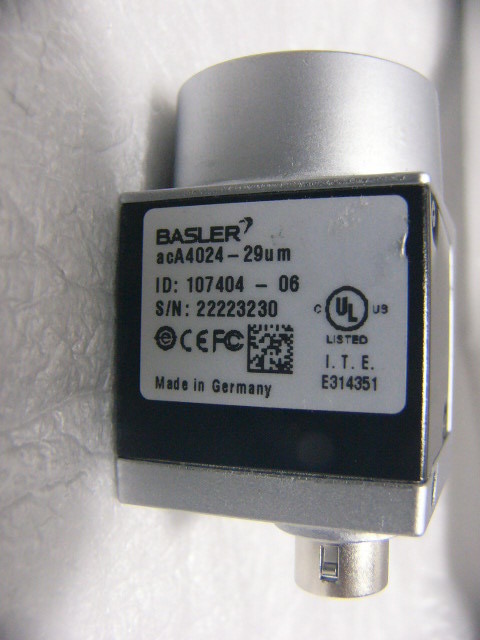 BASLER
acA4024-29um
ID: 107404 - 06
S/N: 22223230
C UL US
LISTED
e CE FC
I. T. E.
Made in Germany
E314351